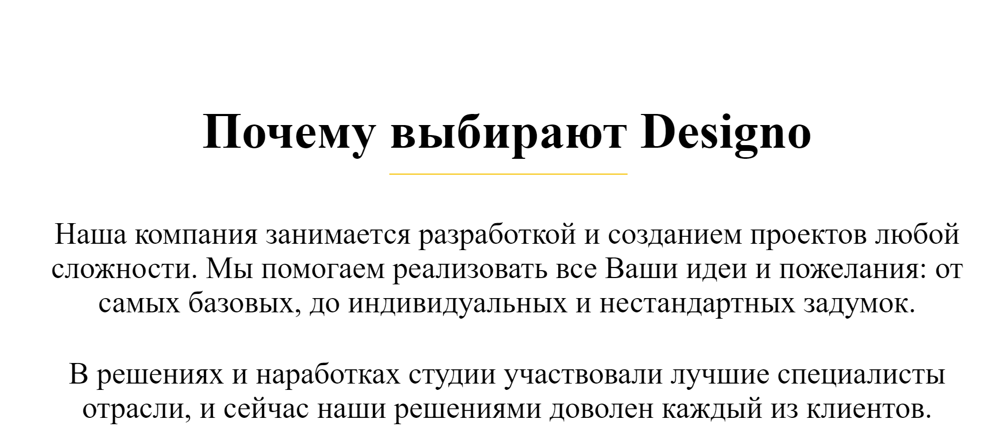 Почему выбирают Designo
Наша компания занимается разработкой и созданием проектов любой
сложности. Мы помогаем реализовать все Ваши идеи и пожелания: от
самых базовых, до индивидуальных и нестандартных задумок.
В решениях и наработках студии участвовали лучшие специалисты
отрасли, и сейчас наши решениями доволен каждый из клиентов.